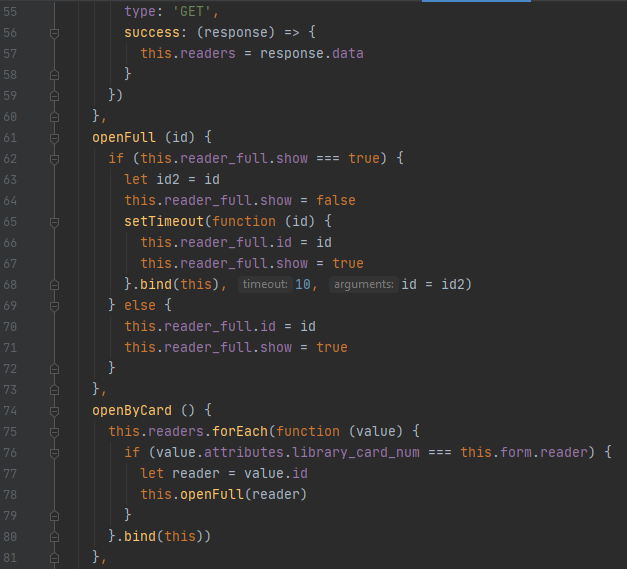 55 type: 'GET',
56 success: (response) => {
57 this.readers = response.data
58 }
59 })
60 },
61 openFull (id) {
62 if (this.reader_full.show === true) {
63 let id2 = id
64 this.reader_full.show = false
65 setTimeout(function (id) {
66 this.reader_full.id = id
67 this.reader_full.show = true
68 }.bind(this), timeout: 10, arguments: id = id2)
69 } else {
70 this.reader_full.id = id
71 this.reader_full.show = true
72 }
73 },
74 openByCard () {
75 this.readers.forEach(function (value) {
76 if (value.attributes.library_card_num === this.form.reader) {
77 let reader = value.id
78 this.openFull(reader)
79 }
80 }.bind(this))
81 },